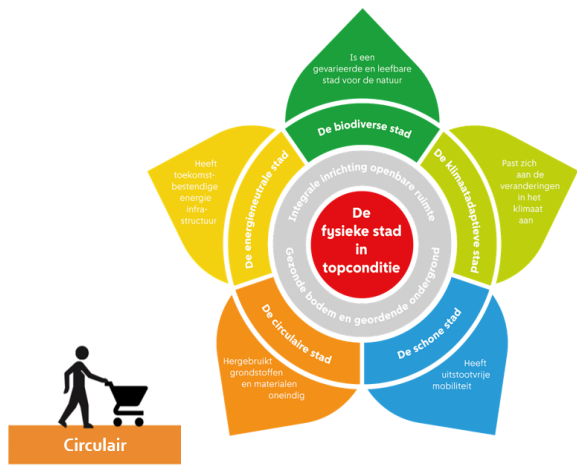 Is een
gevarieerde en leefbare
stad voor de natuur
De biodiverse stad
Heeft
toekomst-
bestendige
energie
infra-
structuur
De energieneutrale stad
De klimaatadaptieve stad
Past zich
aan de
veranderingen
in het
klimaat
aan
Integrale inrichting openbare ruimte
De
fysieke stad
in
topconditie
Gezonde bodem en geordende ondergrond
De circulaire stad
De schone stad
Hergebruikt
grondstoffen
en materialen
oneindig
Heeft
uitstootvrije
mobiliteit
Circulair